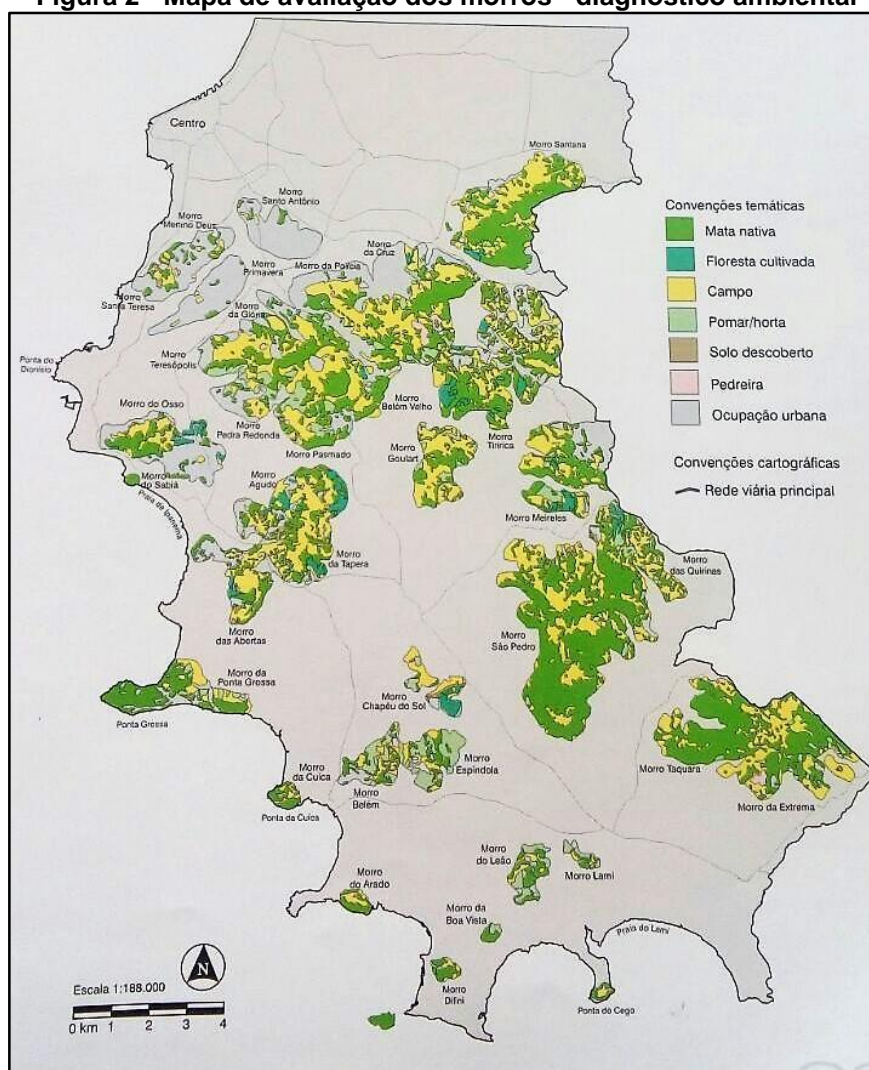 Figura 2 - Mapa de avaliação dos morros - diagnóstico ambiental
Centro
Morro Santana
Morro
Santo Antônio
Morro
Menino Deus
Morro
da Cruz
Morro
Primavera
Morro da Polícia
Morro
Santa Teresa
Morro
da Glória
Ponta do
Dionísio
Morro
Teresópolis
Morro do Osso
Morro
Pedra Redonda
Morro
Belém Velho
Morro
Tiririca
Morro Pasmado
Morro
Goulart
Morro
do Sabiá
Praia de Ipanema
Morro
Agudo
Morro Meireles
Morro
da Tapera
Morro
das Quirinas
Morro
das Abertas
Morro
São Pedro
Morro da
Ponta Grossa
Ponta Grossa
Morro
Chapéu do Sol
Morro
da Cuíca
Ponta da Cuíca
Morro
Belém
Morro
Espíndola
Morro Taquara
Morro da Extrema
Morro
do Leão
Morro Lami
Morro
do Arado
Morro da
Boa Vista
Praia do Lami
Morro
Difini
Ponta do Cego
Convenções temáticas
Mata nativa
Floresta cultivada
Campo
Pomar/horta
Solo descoberto
Pedreira
Ocupação urbana
Convenções cartográficas
Rede viária principal
N
Escala 1:188.000
0 km 1 2 3 4